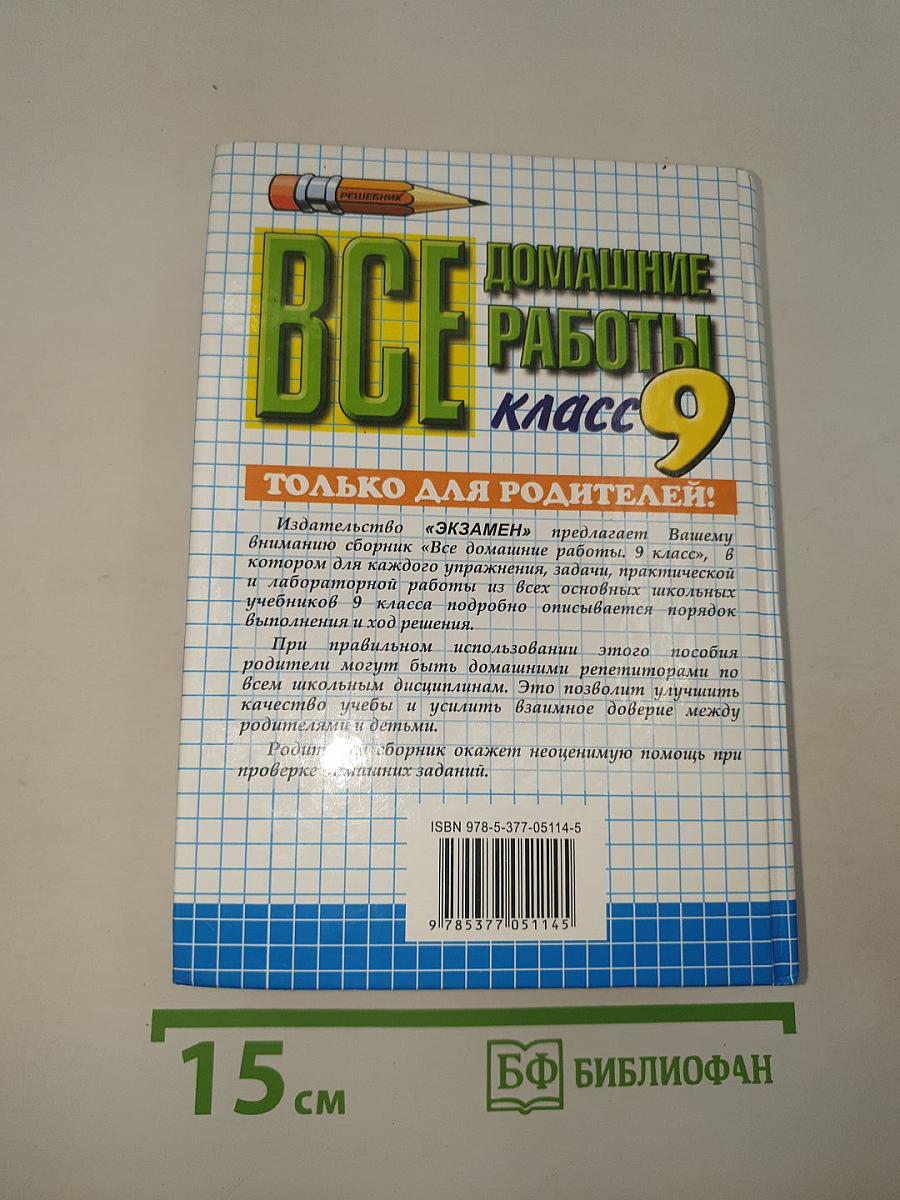 РЕШЕБНИК
ВСЕ
ДОМАШНИЕ
РАБОТЫ
класс 9
ТОЛЬКО ДЛЯ РОДИТЕЛЕЙ!
Издательство «ЭКЗАМЕН» предлагает Вашему
вниманию сборник «Все домашние работы. 9 класс», в
котором для каждого упражнения, задачи, практической
и лабораторной работы из всех основных школьных
учебников 9 класса подробно описывается порядок
выполнения и ход решения.
При правильном использовании этого пособия
родители могут быть домашними репетиторами по
всем школьным дисциплинам. Это позволит улучшить
качество учебы и усилить взаимное доверие между
родителями и детьми.
сборник окажет неоценимую помощь при
проверке домашних заданий.
ISBN 978-5-377-05114-5
9 785377 051145
15 см
БФ БИБЛИОФАН